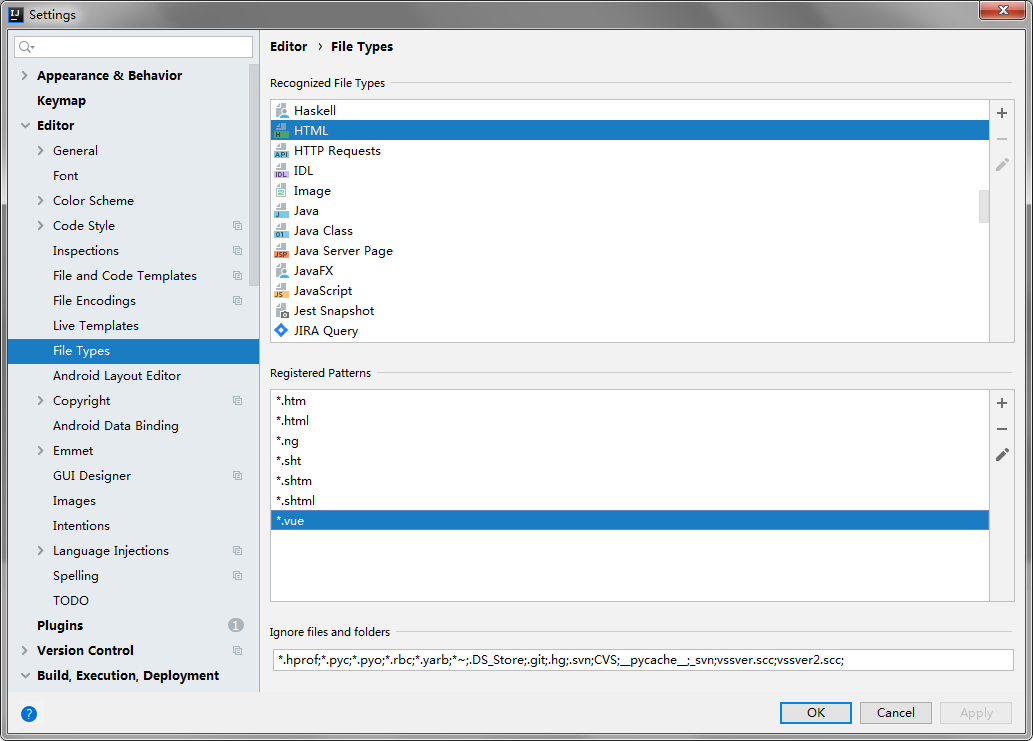 Settings
Appearance & Behavior
Keymap
Editor
General
Font
Color Scheme
Code Style
Inspections
File and Code Templates
File Encodings
Live Templates
File Types
Android Layout Editor
Copyright
Android Data Binding
Emmet
GUI Designer
Images
Intentions
Language Injections
Spelling
TODO
Plugins 1
Version Control
Build, Execution, Deployment
?
Editor › File Types
Recognized File Types
Haskell
H HTML
API HTTP Requests
IDL IDL
Image
J Java
01 Java Class
JSP Java Server Page
JavaFX
JS JavaScript
Jest Snapshot
JIRA Query
Registered Patterns
*.htm
*.html
*.ng
*.sht
*.shtm
*.shtml
*.vue
Ignore files and folders
*.hprof;*.pyc;*.pyo;*.rbc;*.yarb;*~;.DS_Store;.git;.hg;.svn;CVS;__pycache__;_svn;vssver.scc;vssver2.scc;
OK Cancel Apply